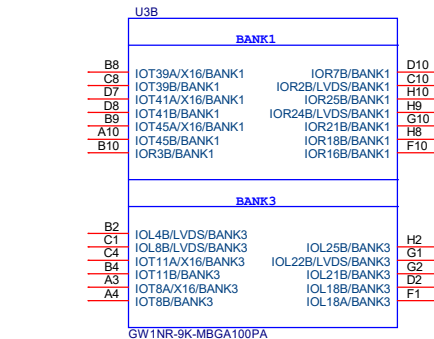 U3B
BANK1
B8 IOT39A/X16/BANK1 IOR7B/BANK1 D10
C8 IOT39B/BANK1 IOR2B/LVDS/BANK1 C10
D7 IOT41A/X16/BANK1 IOR25B/BANK1 H10
D8 IOT41B/BANK1 IOR24B/LVDS/BANK1 H9
B9 IOT45A/X16/BANK1 IOR21B/BANK1 G10
A10 IOT45B/BANK1 IOR18B/BANK1 H8
B10 IOR3B/BANK1 IOR16B/BANK1 F10
BANK3
B2 IOL4B/LVDS/BANK3
C1 IOL8B/LVDS/BANK3 IOL25B/BANK3 H2
C4 IOT11A/X16/BANK3 IOL22B/LVDS/BANK3 G1
B4 IOT11B/BANK3 IOL21B/BANK3 G2
A3 IOT8A/X16/BANK3 IOL18B/BANK3 D2
A4 IOT8B/BANK3 IOL18A/BANK3 F1
GW1NR-9K-MBGA100PA